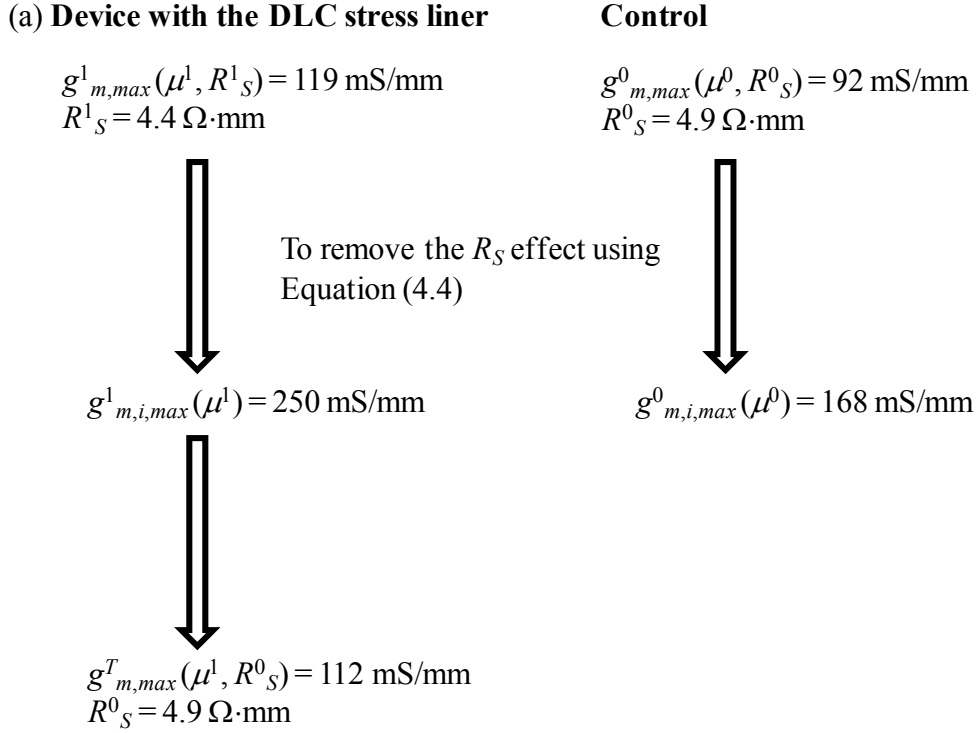 (a) Device with the DLC stress liner
Control
g¹m,max(μ¹, R¹S) = 119 mS/mm
R¹S = 4.4 Ω·mm
g⁰m,max(μ⁰, R⁰S) = 92 mS/mm
R⁰S = 4.9 Ω·mm
To remove the RS effect using
Equation (4.4)
g¹m,i,max(μ¹) = 250 mS/mm
g⁰m,i,max(μ⁰) = 168 mS/mm
gᵀm,max(μ¹, R⁰S) = 112 mS/mm
R⁰S = 4.9 Ω·mm